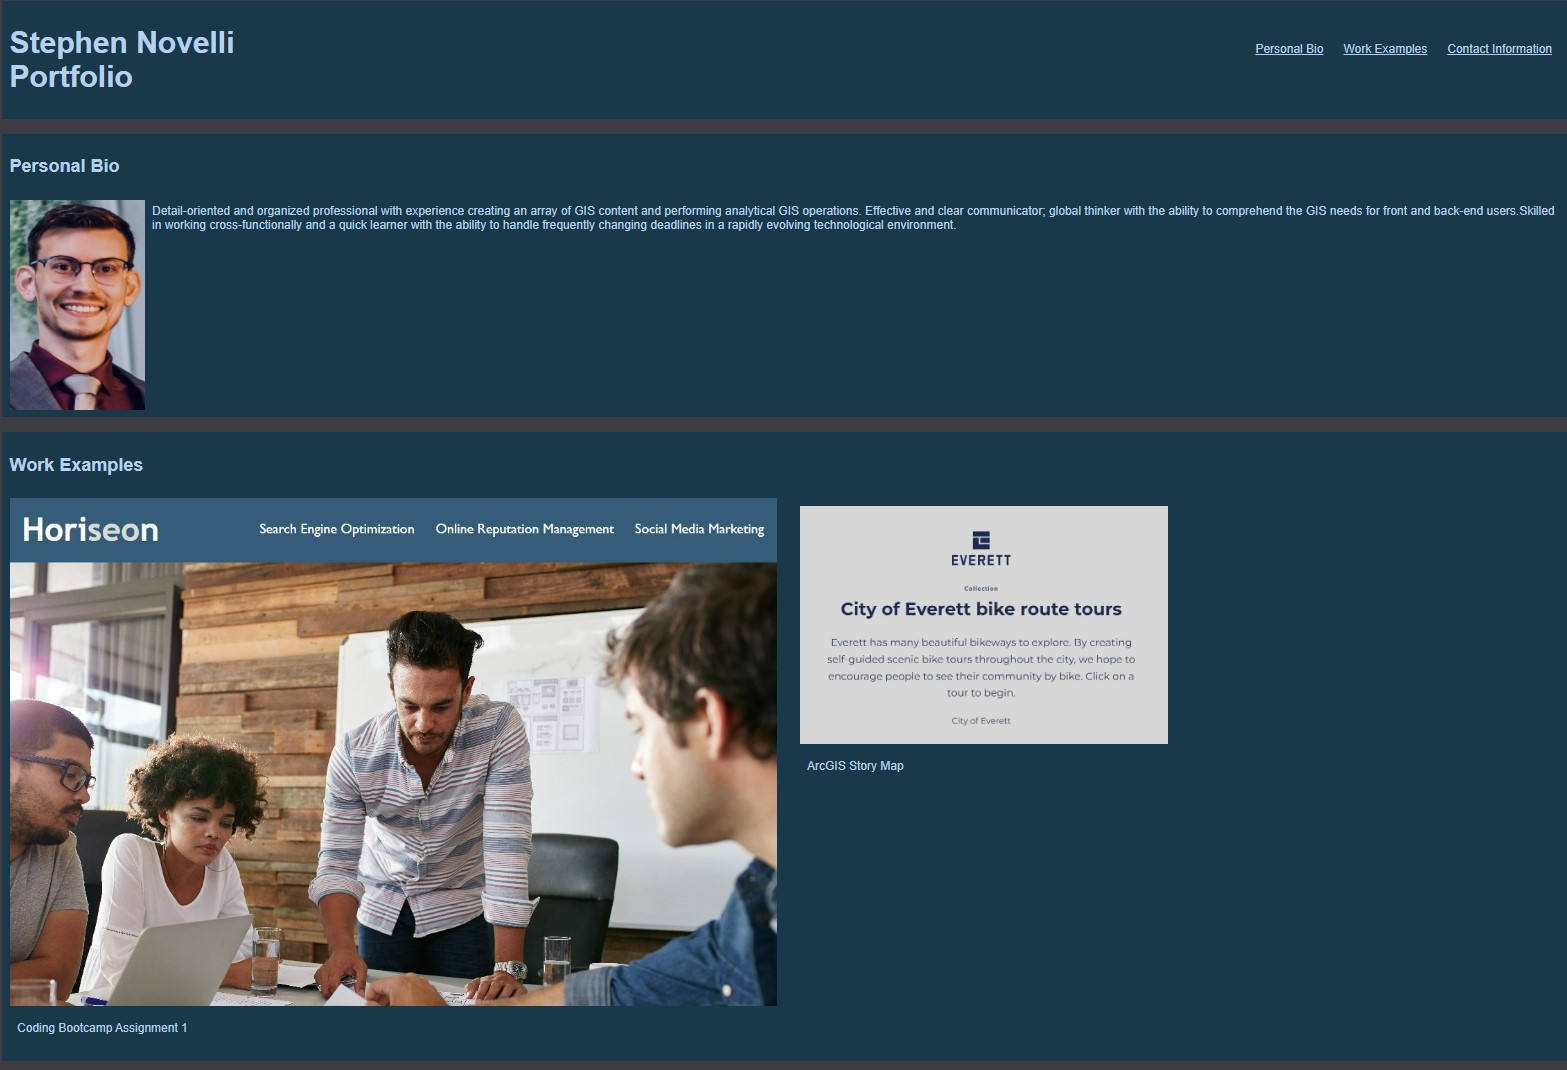 Stephen Novelli
Portfolio
Personal Bio Work Examples Contact Information
Personal Bio
Detail-oriented and organized professional with experience creating an array of GIS content and performing analytical GIS operations. Effective and clear communicator; global thinker with the ability to comprehend the GIS needs for front and back-end users.Skilled
in working cross-functionally and a quick learner with the ability to handle frequently changing deadlines in a rapidly evolving technological environment.
Work Examples
Horiseon Search Engine Optimization Online Reputation Management Social Media Marketing
Coding Bootcamp Assignment 1
EVERETT
Collection
City of Everett bike route tours
Everett has many beautiful bikeways to explore. By creating
self-guided scenic bike tours throughout the city, we hope to
encourage people to see their community by bike. Click on a
tour to begin.
City of Everett
ArcGIS Story Map